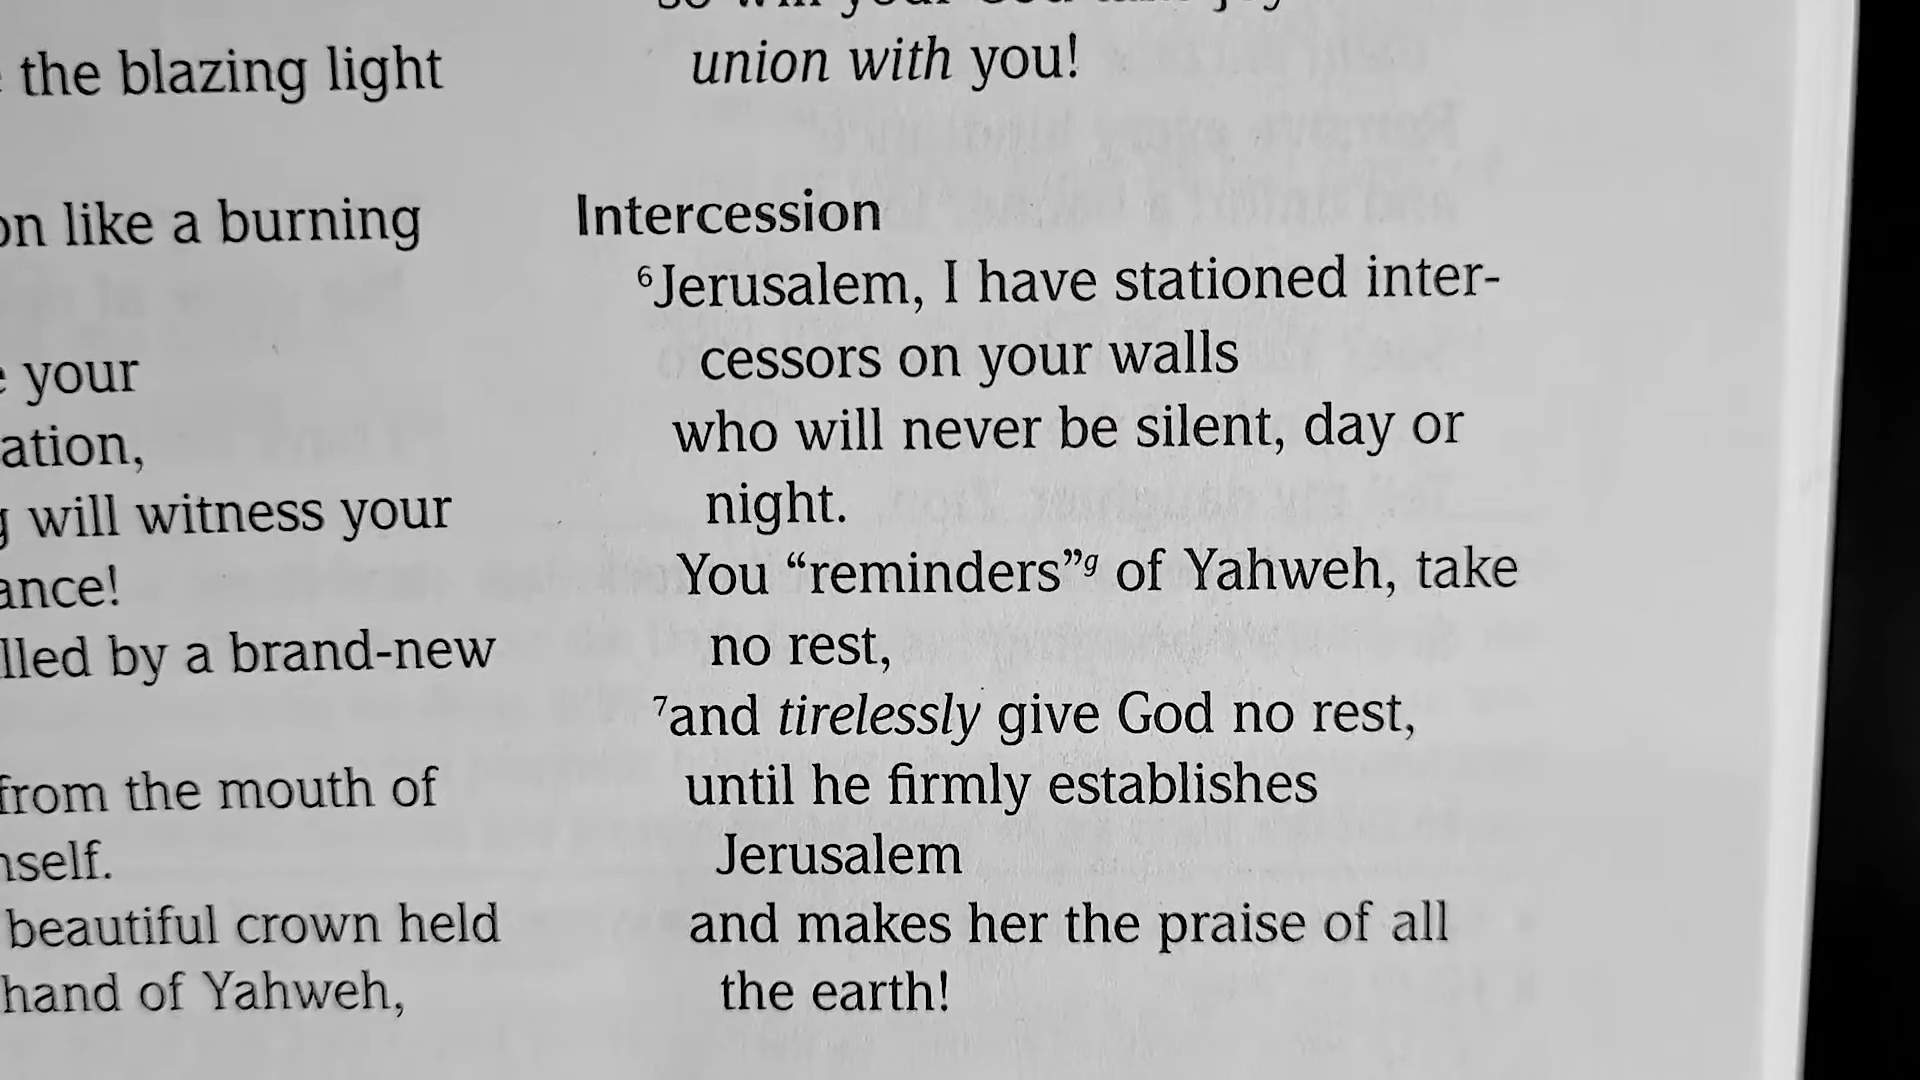 the blazing light
on like a burning
your
ation,
will witness your
ance!
lled by a brand-new
from the mouth of
self.
beautiful crown held
hand of Yahweh,
union with you!
Intercession
⁶Jerusalem, I have stationed inter-
cessors on your walls
who will never be silent, day or
night.
You “reminders”ᵍ of Yahweh, take
no rest,
⁷and tirelessly give God no rest,
until he firmly establishes
Jerusalem
and makes her the praise of all
the earth!